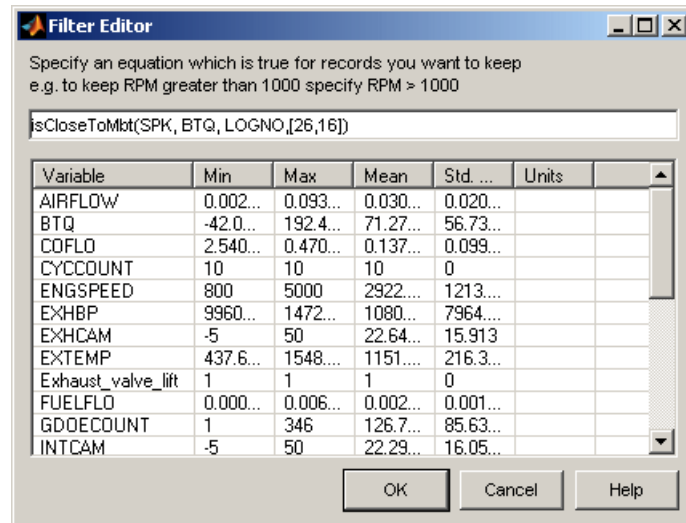 Filter Editor
Specify an equation which is true for records you want to keep
e.g. to keep RPM greater than 1000 specify RPM > 1000
isCloseToMbt(SPK, BTQ, LOGNO,[26,16])
Variable Min Max Mean Std. ... Units
AIRFLOW 0.002... 0.093... 0.030... 0.020...
BTQ -42.0... 192.4... 71.27... 56.73...
COFLO 2.540... 0.470... 0.137... 0.099...
CYCCOUNT 10 10 10 0
ENGSPEED 800 5000 2922.... 1213....
EXHBP 9960... 1472... 1080... 7964....
EXHCAM -5 50 22.64... 15.913
EXTEMP 437.6... 1548.... 1151.... 216.3...
Exhaust_valve_lift 1 1 1 0
FUELFLO 0.000... 0.006... 0.002... 0.001...
GDOECOUNT 1 346 126.7... 85.63...
INTCAM -5 50 22.29... 16.05...
OK Cancel Help